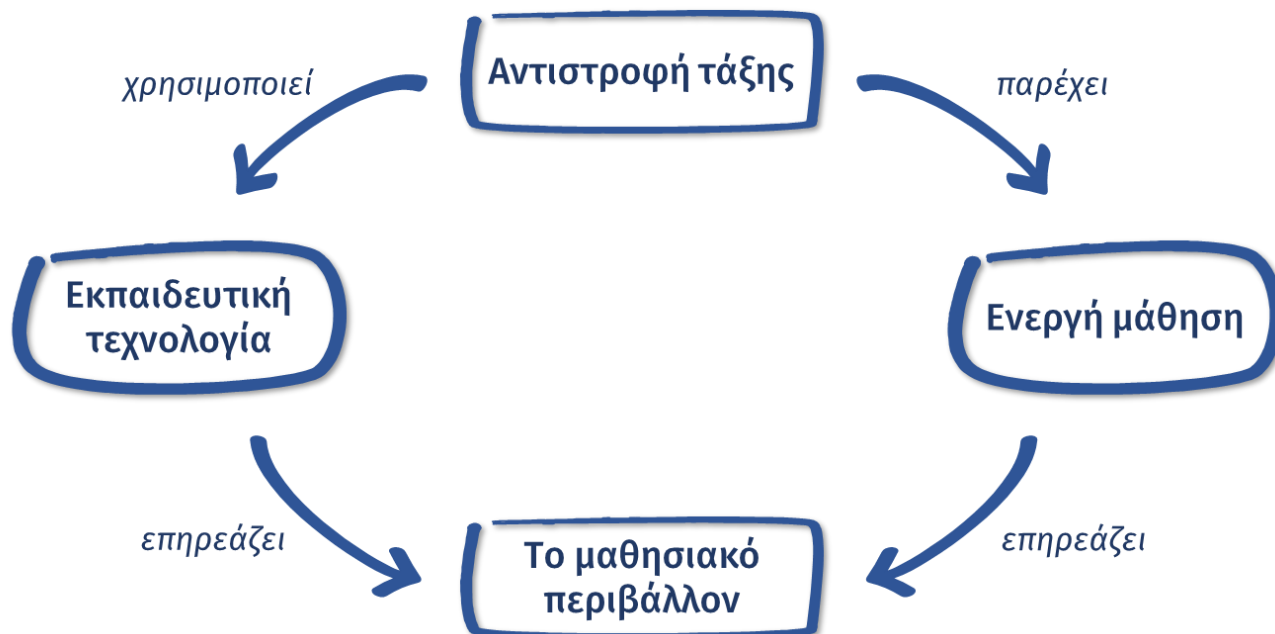 Αντιστροφή τάξης
χρησιμοποιεί
παρέχει
Εκπαιδευτική
τεχνολογία
Ενεργή μάθηση
επηρεάζει
επηρεάζει
Το μαθησιακό
περιβάλλον